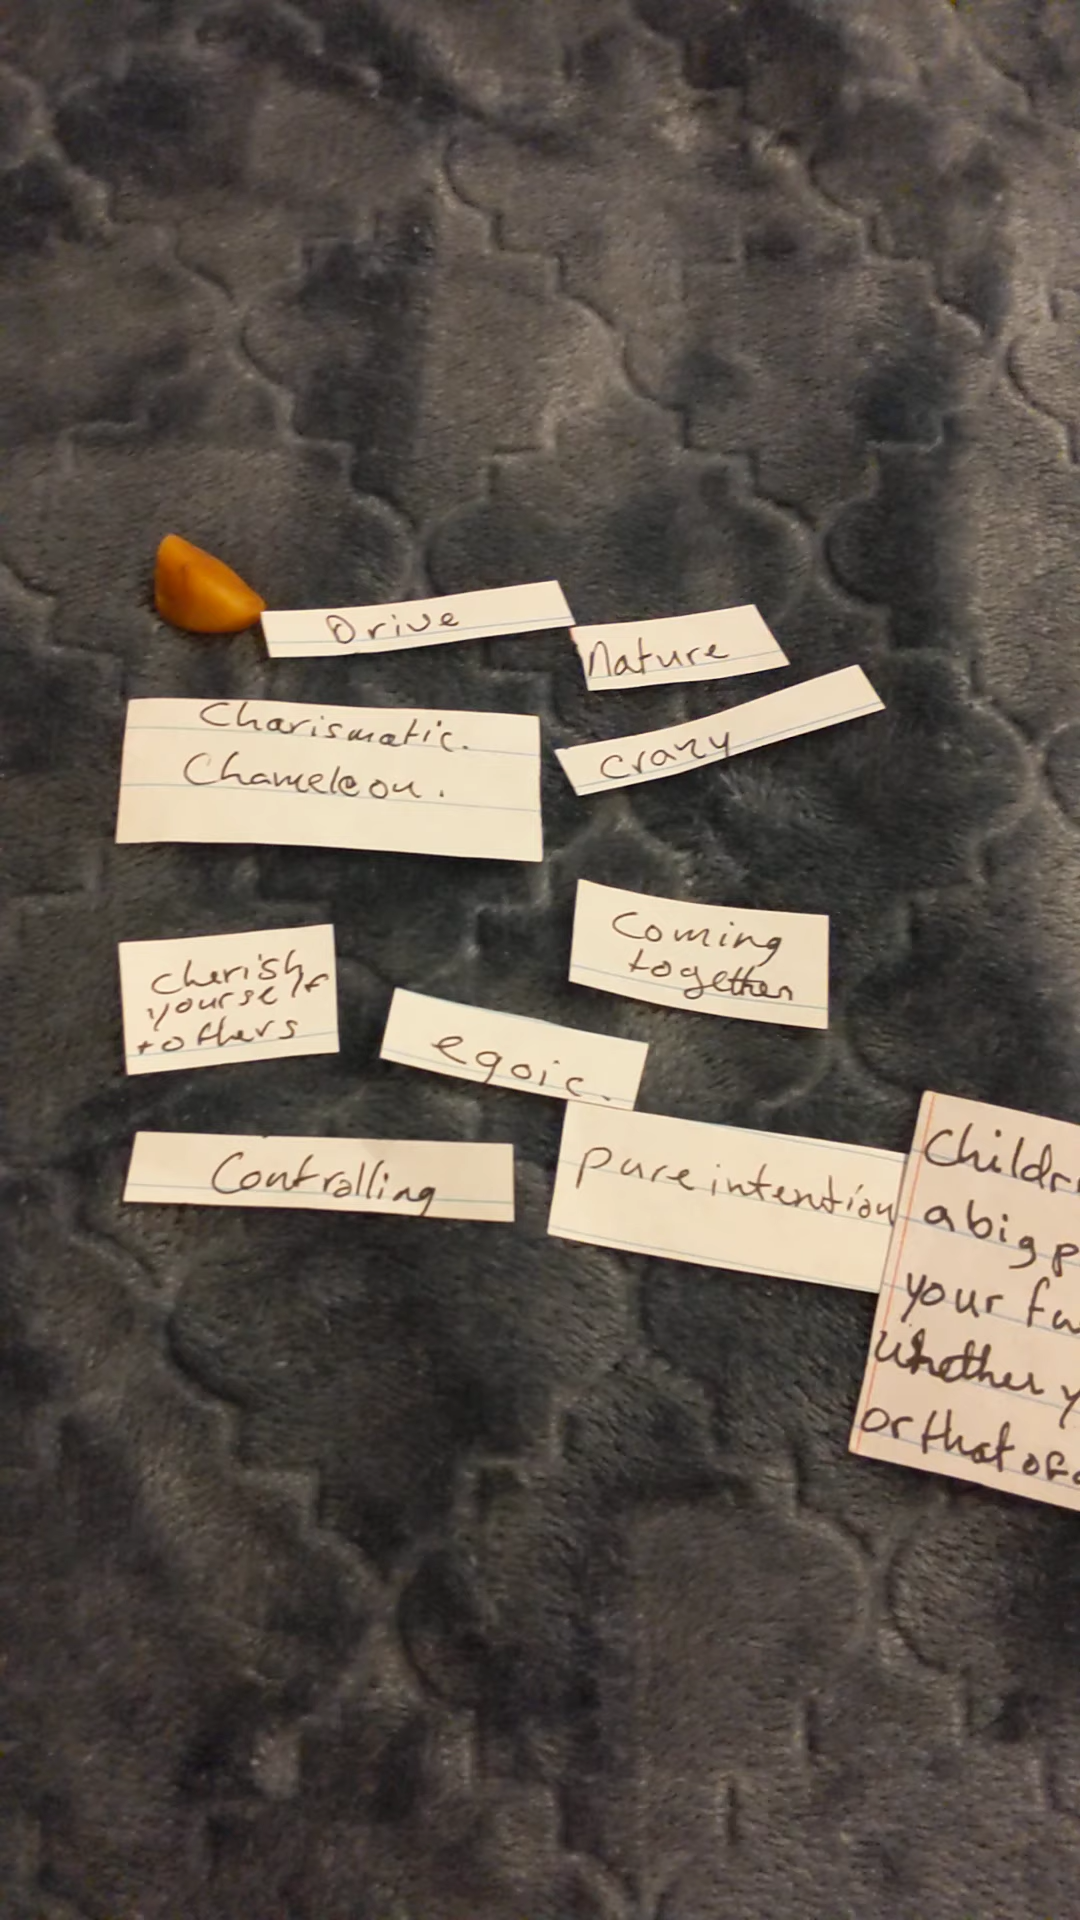 Drive
Nature
Charismatic.
Chameleon.
crazy
Coming
together
cherish
yourself
+ others
egoic.
Controlling
pure intention
Childr
a big p
your fu
Whether y
or that of